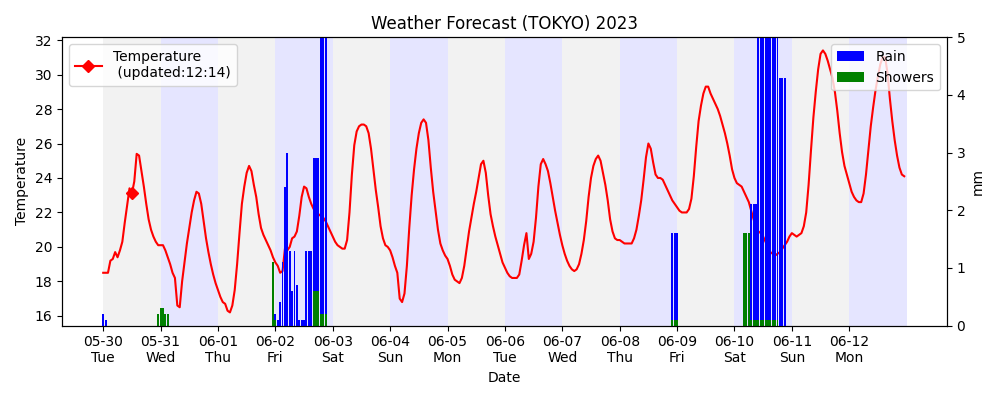 Weather Forecast (TOKYO) 2023
Temperature
(updated:12:14)
Rain
Showers
32
30
28
26
24
22
20
18
16
Temperature
5
4
3
2
1
0
mm
05-30 05-31 06-01 06-02 06-03 06-04 06-05 06-06 06-07 06-08 06-09 06-10 06-11 06-12
Tue Wed Thu Fri Sat Sun Mon Tue Wed Thu Fri Sat Sun Mon
Date